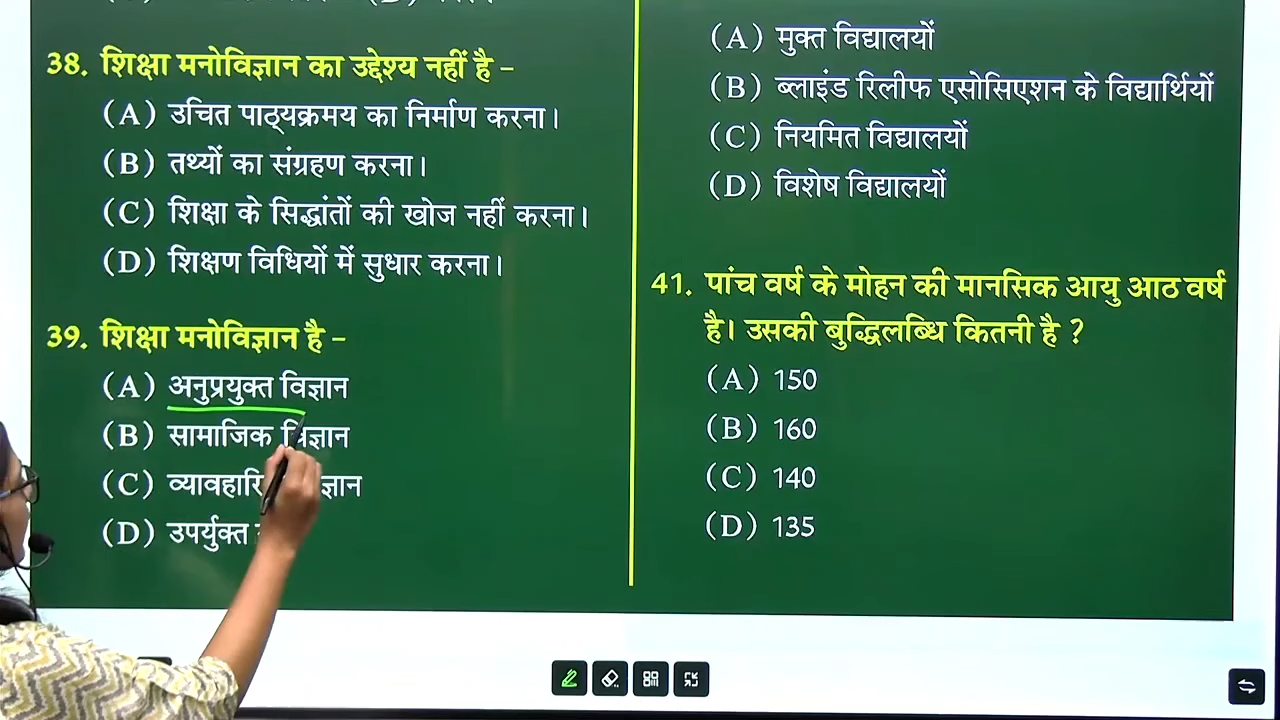 38. शिक्षा मनोविज्ञान का उद्देश्य नहीं है –
(A) उचित पाठ्यक्रमय का निर्माण करना।
(B) तथ्यों का संग्रहण करना।
(C) शिक्षा के सिद्धांतों की खोज नहीं करना।
(D) शिक्षण विधियों में सुधार करना।
39. शिक्षा मनोविज्ञान है –
(A) अनुप्रयुक्त विज्ञान
(B) सामाजिक विज्ञान
(C)
(D) उपर्युक्त
(A) मुक्त विद्यालयों
(B) ब्लाइंड रिलीफ एसोसिएशन के विद्यार्थियों
(C) नियमित विद्यालयों
(D) विशेष विद्यालयों
41. पांच वर्ष के मोहन की मानसिक आयु आठ वर्ष
है। उसकी बुद्धिलब्धि कितनी है ?
(A) 150
(B) 160
(C) 140
(D) 135